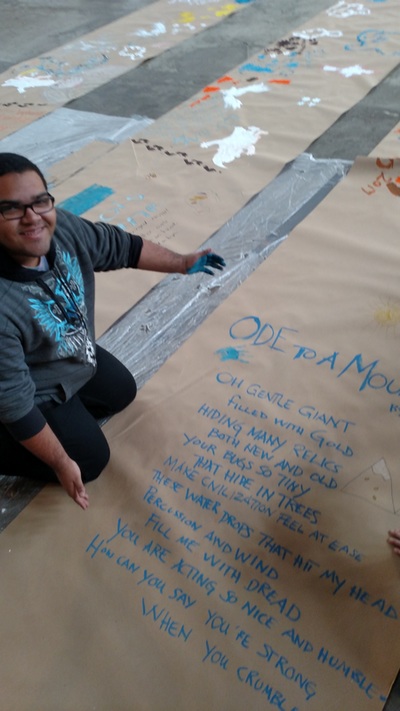 ODE TO A MOU
OH GENTLE GIANT
filled with GOLD
HIDING MANY RELICS
BOTH NEW AND OLD
YOUR BUGS SO TINY
THAT HIDE IN TREES
MAKE CIVILIZATION FEEL AT EASE
THESE WATER DROPS THAT HIT MY HEAD
PERCUSION AND WIND
FILL ME WITH DREAD
YOU ARE ACTING SO NICE AND HUMBLE-
HOW CAN YOU SAY YOU'RE STRONG,
WHEN YOU CRUMBL